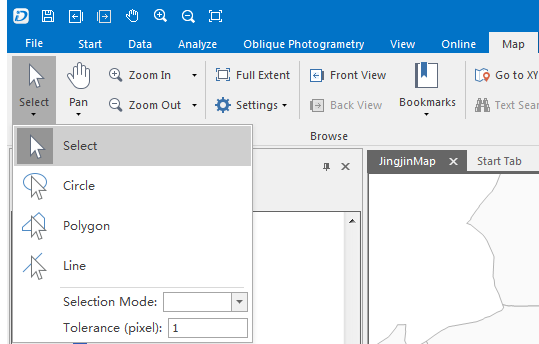 File Start Data Analyze Oblique Photogrametry View Online Map
Select Pan Zoom In Full Extent Front View Bookmarks Go to XY
Zoom Out Settings Back View Text Sear
Browse
Select
Circle
Polygon
Line
Selection Mode:
Tolerance (pixel): 1
JingjinMap Start Tab